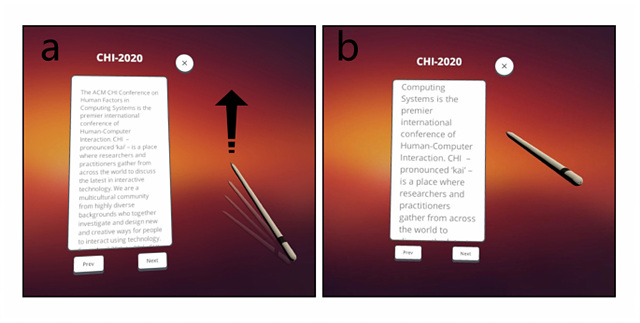 a
CHI-2020
×
The ACM CHI Conference on
Human Factors in
Computing Systems is the
premier international
conference of
Human-Computer
Interaction. CHI –
pronounced 'kai' – is a place
where researchers and
practitioners gather from
across the world to discuss
the latest in interactive
technology. We are a
multicultural community
from highly diverse
backgrounds who together
investigate and design new
and creative ways for people
to interact using technology.
Prev
Next
b
CHI-2020
×
Computing
Systems is the
premier
international
conference of
Human-Computer
Interaction. CHI –
pronounced 'kai' –
is a place where
researchers and
practitioners
gather from across
the world to
Prev
Next